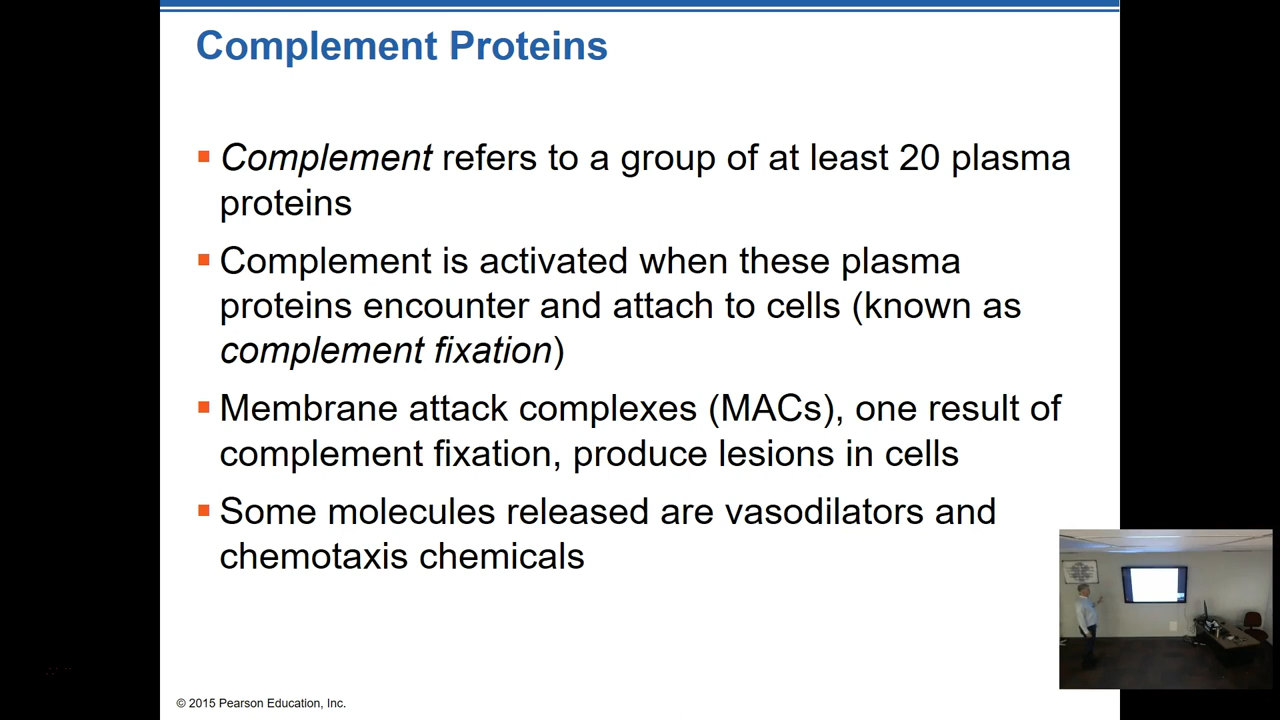 Complement Proteins
Complement refers to a group of at least 20 plasma
proteins
Complement is activated when these plasma
proteins encounter and attach to cells (known as
complement fixation)
Membrane attack complexes (MACs), one result of
complement fixation, produce lesions in cells
Some molecules released are vasodilators and
chemotaxis chemicals
© 2015 Pearson Education, Inc.